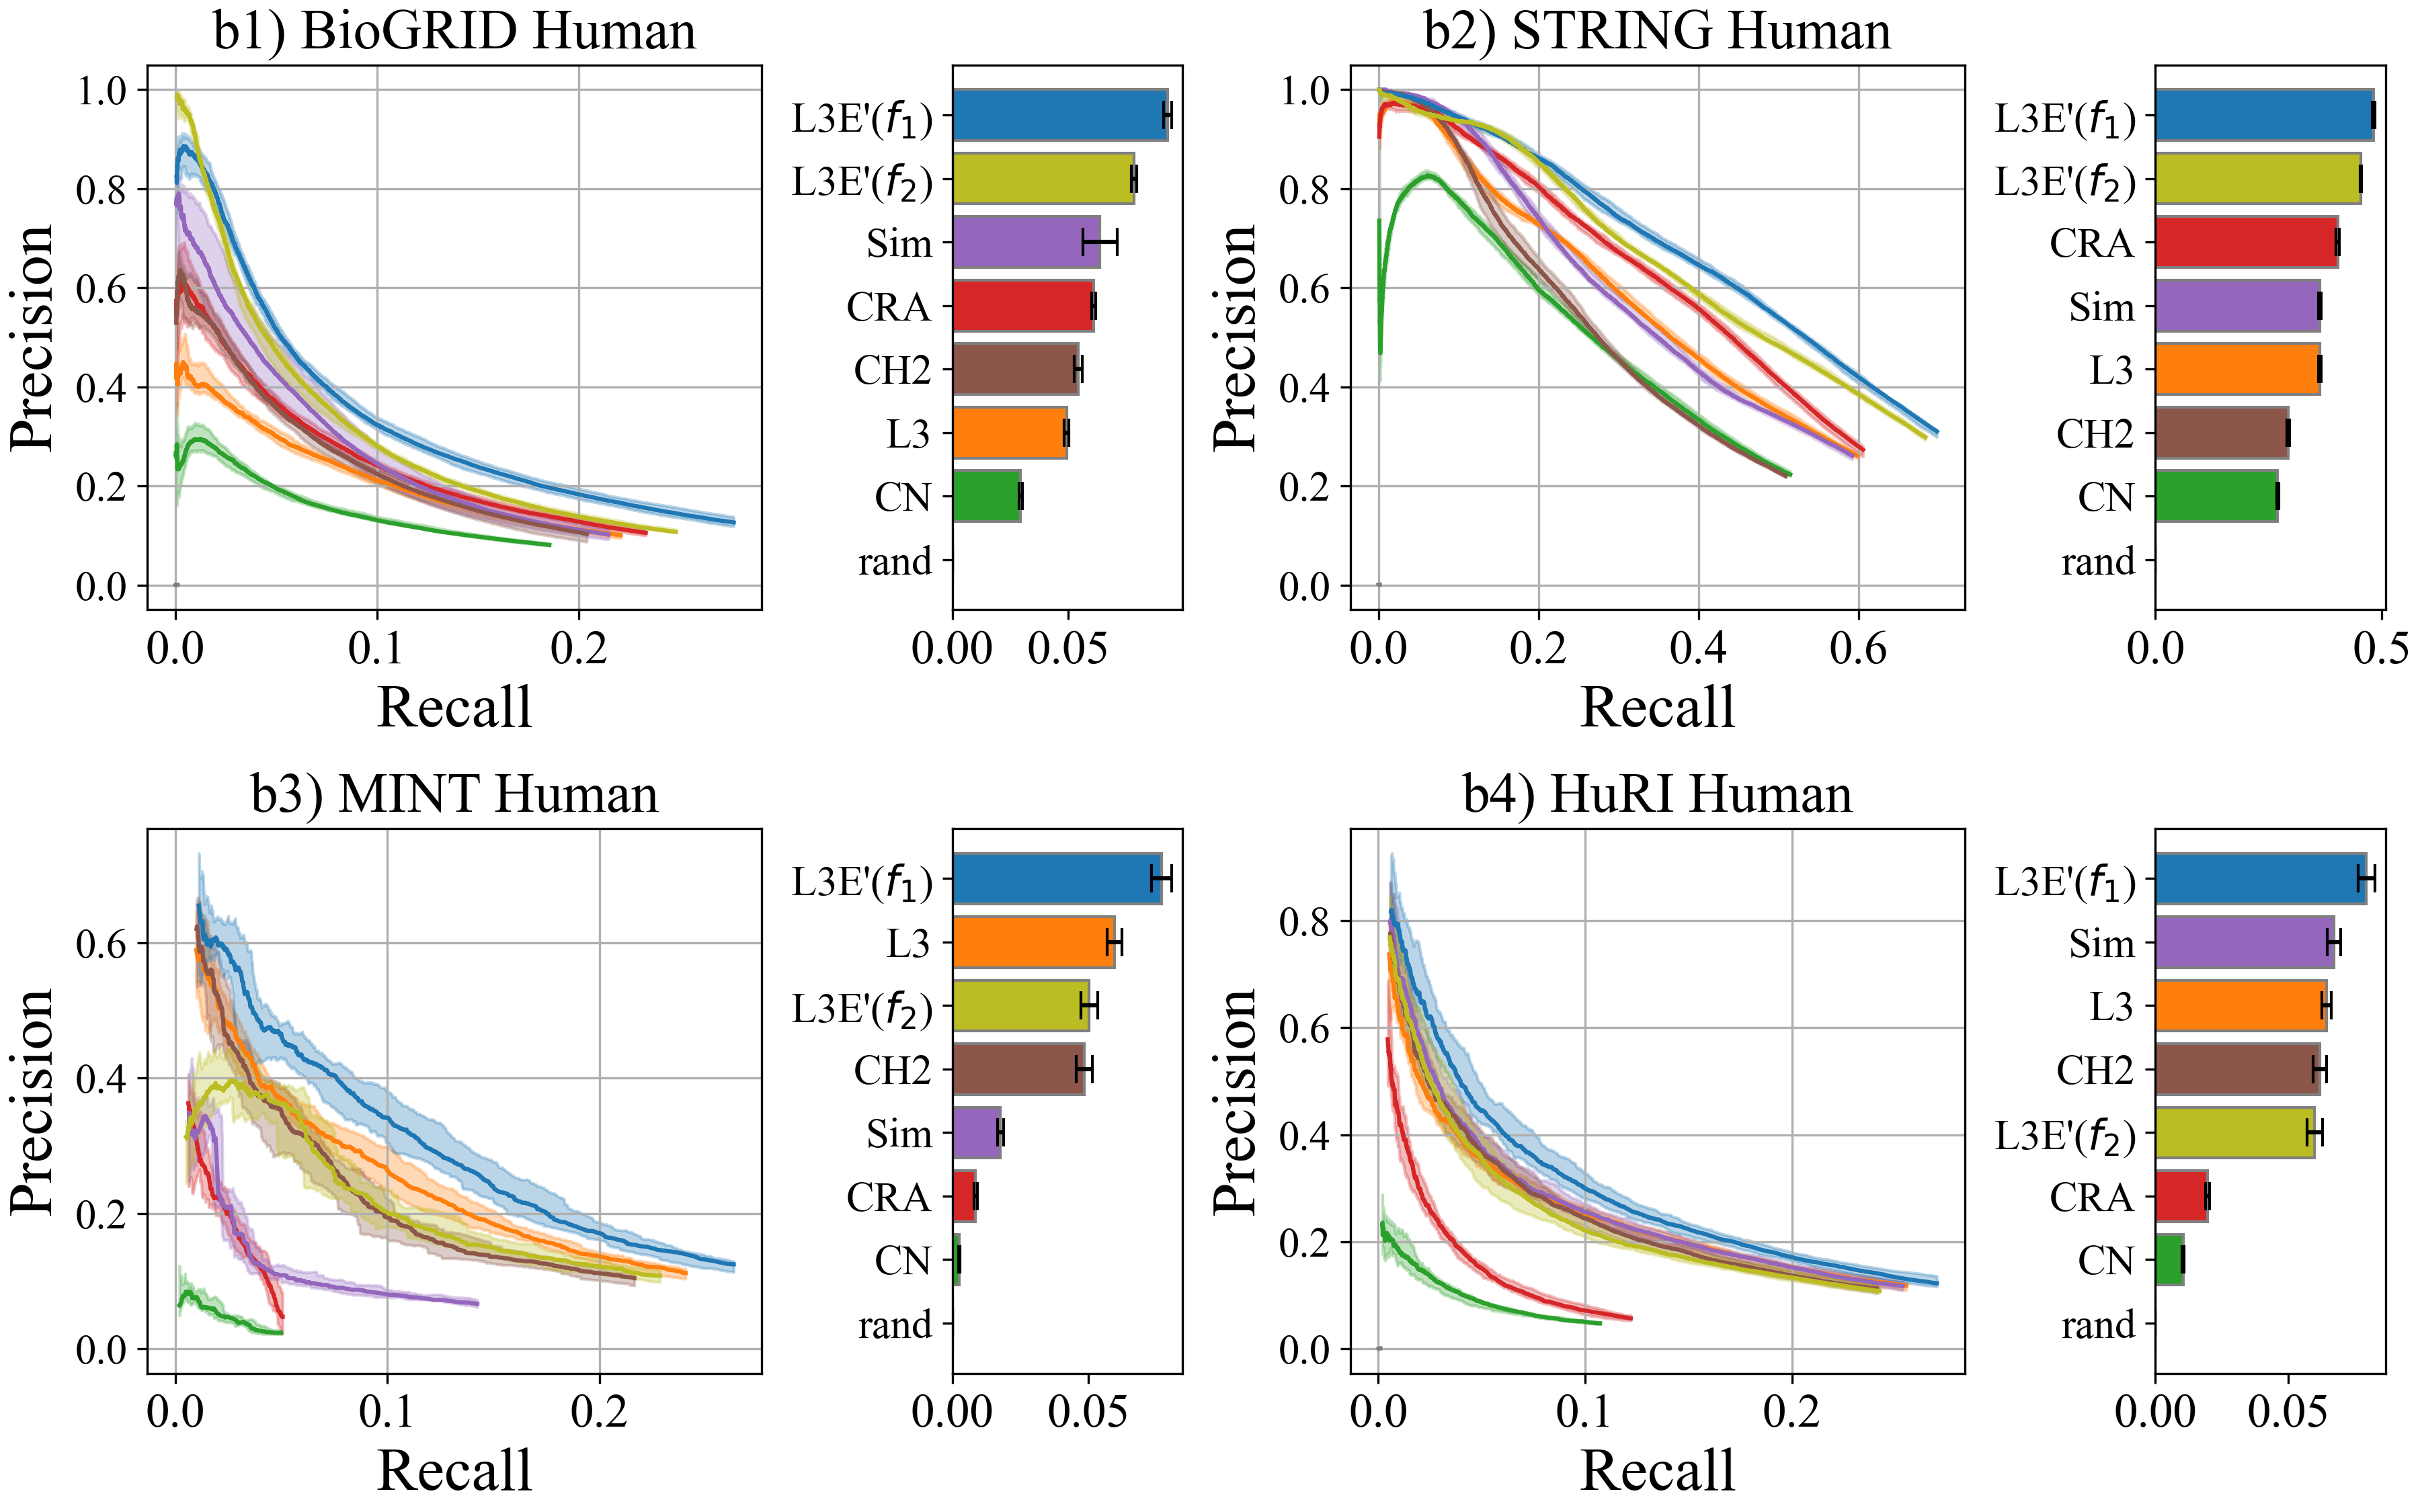 b1) BioGRID Human
1.0
0.8
0.6
0.4
0.2
0.0
Precision
0.0 0.1 0.2
Recall
L3E'(f1)
L3E'(f2)
Sim
CRA
CH2
L3
CN
rand
0.00 0.05
b2) STRING Human
1.0
0.8
0.6
0.4
0.2
0.0
Precision
0.0 0.2 0.4 0.6
Recall
L3E'(f1)
L3E'(f2)
CRA
Sim
L3
CH2
CN
rand
0.0 0.5
b3) MINT Human
0.6
0.4
0.2
0.0
Precision
0.0 0.1 0.2
Recall
L3E'(f1)
L3
L3E'(f2)
CH2
Sim
CRA
CN
rand
0.00 0.05
b4) HuRI Human
0.8
0.6
0.4
0.2
0.0
Precision
0.0 0.1 0.2
Recall
L3E'(f1)
Sim
L3
CH2
L3E'(f2)
CRA
CN
rand
0.00 0.05